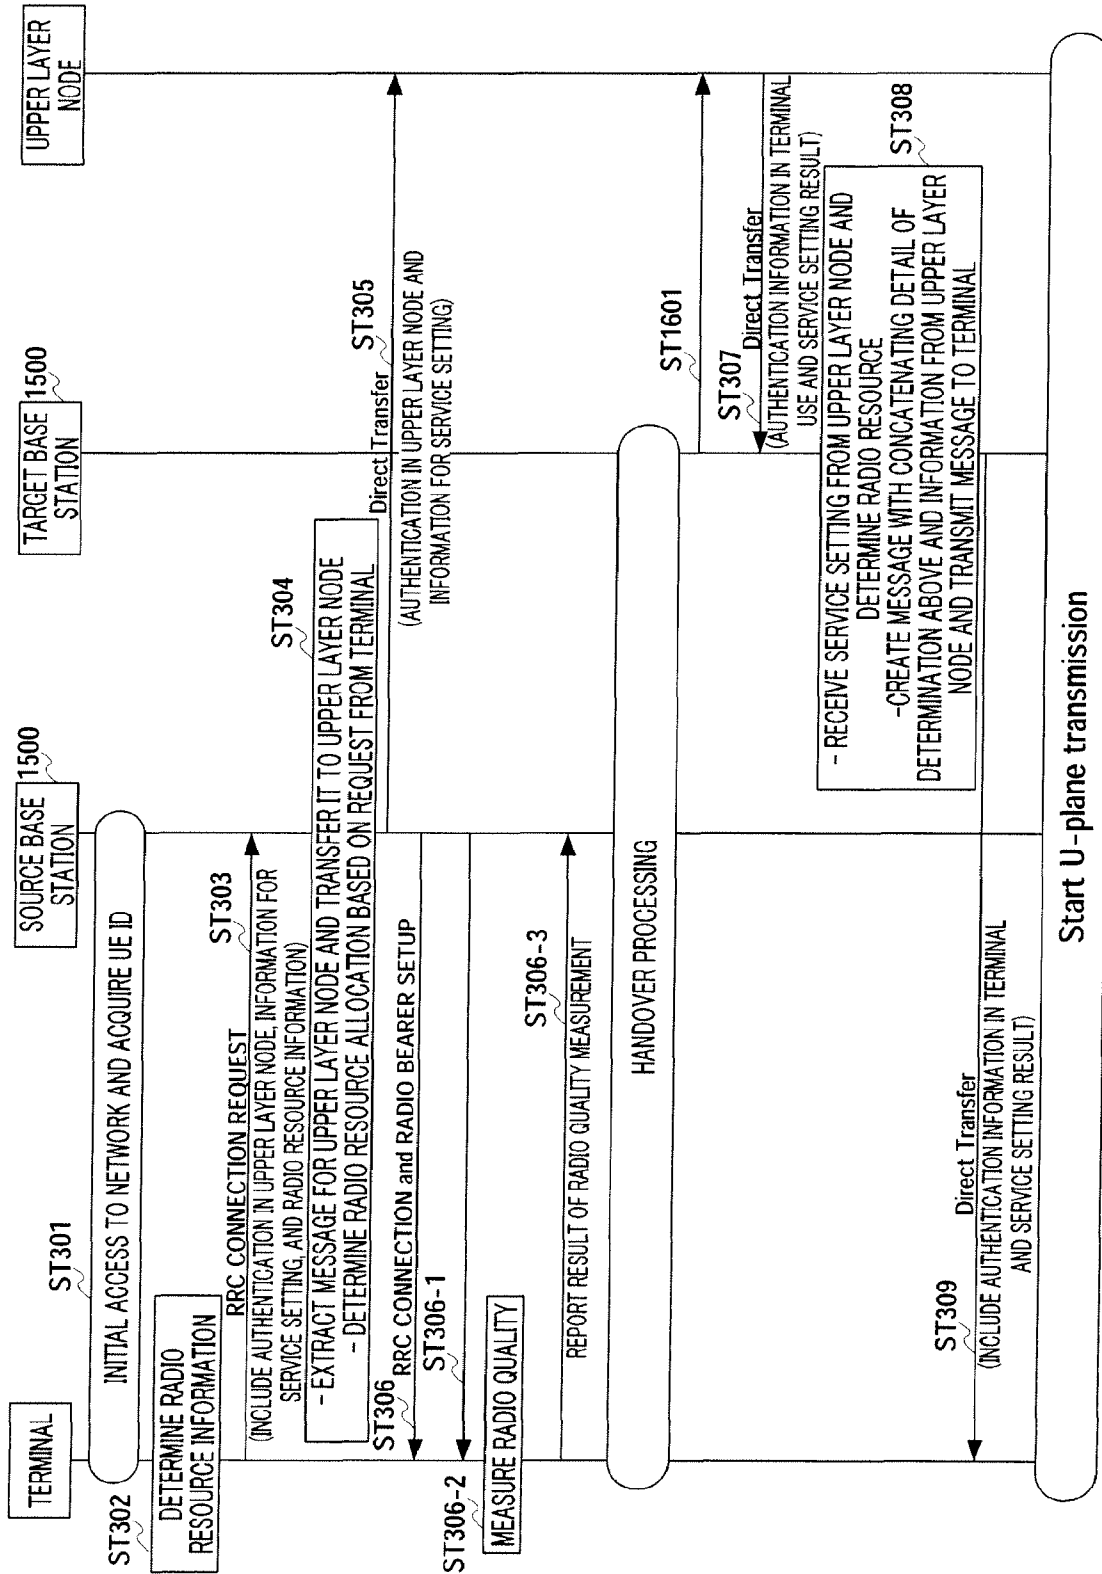 TERMINAL
SOURCE BASE
STATION
1500
TARGET BASE
STATION
1500
UPPER LAYER
NODE
ST301
INITIAL ACCESS TO NETWORK AND ACQUIRE UE ID
ST302
DETERMINE RADIO
RESOURCE INFORMATION
RRC CONNECTION REQUEST
ST303
(INCLUDE AUTHENTICATION IN UPPER LAYER NODE, INFORMATION FOR
SERVICE SETTING, AND RADIO RESOURCE INFORMATION)
ST304
- EXTRACT MESSAGE FOR UPPER LAYER NODE AND TRANSFER IT TO UPPER LAYER NODE
- DETERMINE RADIO RESOURCE ALLOCATION BASED ON REQUEST FROM TERMINAL
Direct Transfer
ST305
(AUTHENTICATION IN UPPER LAYER NODE AND
INFORMATION FOR SERVICE SETTING)
ST306
RRC CONNECTION and RADIO BEARER SETUP
ST306-1
ST306-2
MEASURE RADIO QUALITY
ST306-3
REPORT RESULT OF RADIO QUALITY MEASUREMENT
HANDOVER PROCESSING
ST1601
ST307
Direct Transfer
(AUTHENTICATION INFORMATION IN TERMINAL
USE AND SERVICE SETTING RESULT)
ST308
- RECEIVE SERVICE SETTING FROM UPPER LAYER NODE AND
DETERMINE RADIO RESOURCE
-CREATE MESSAGE WITH CONCATENATING DETAIL OF
DETERMINATION ABOVE AND INFORMATION FROM UPPER LAYER
NODE AND TRANSMIT MESSAGE TO TERMINAL
ST309
Direct Transfer
(INCLUDE AUTHENTICATION INFORMATION IN TERMINAL
AND SERVICE SETTING RESULT)
Start U-plane transmission